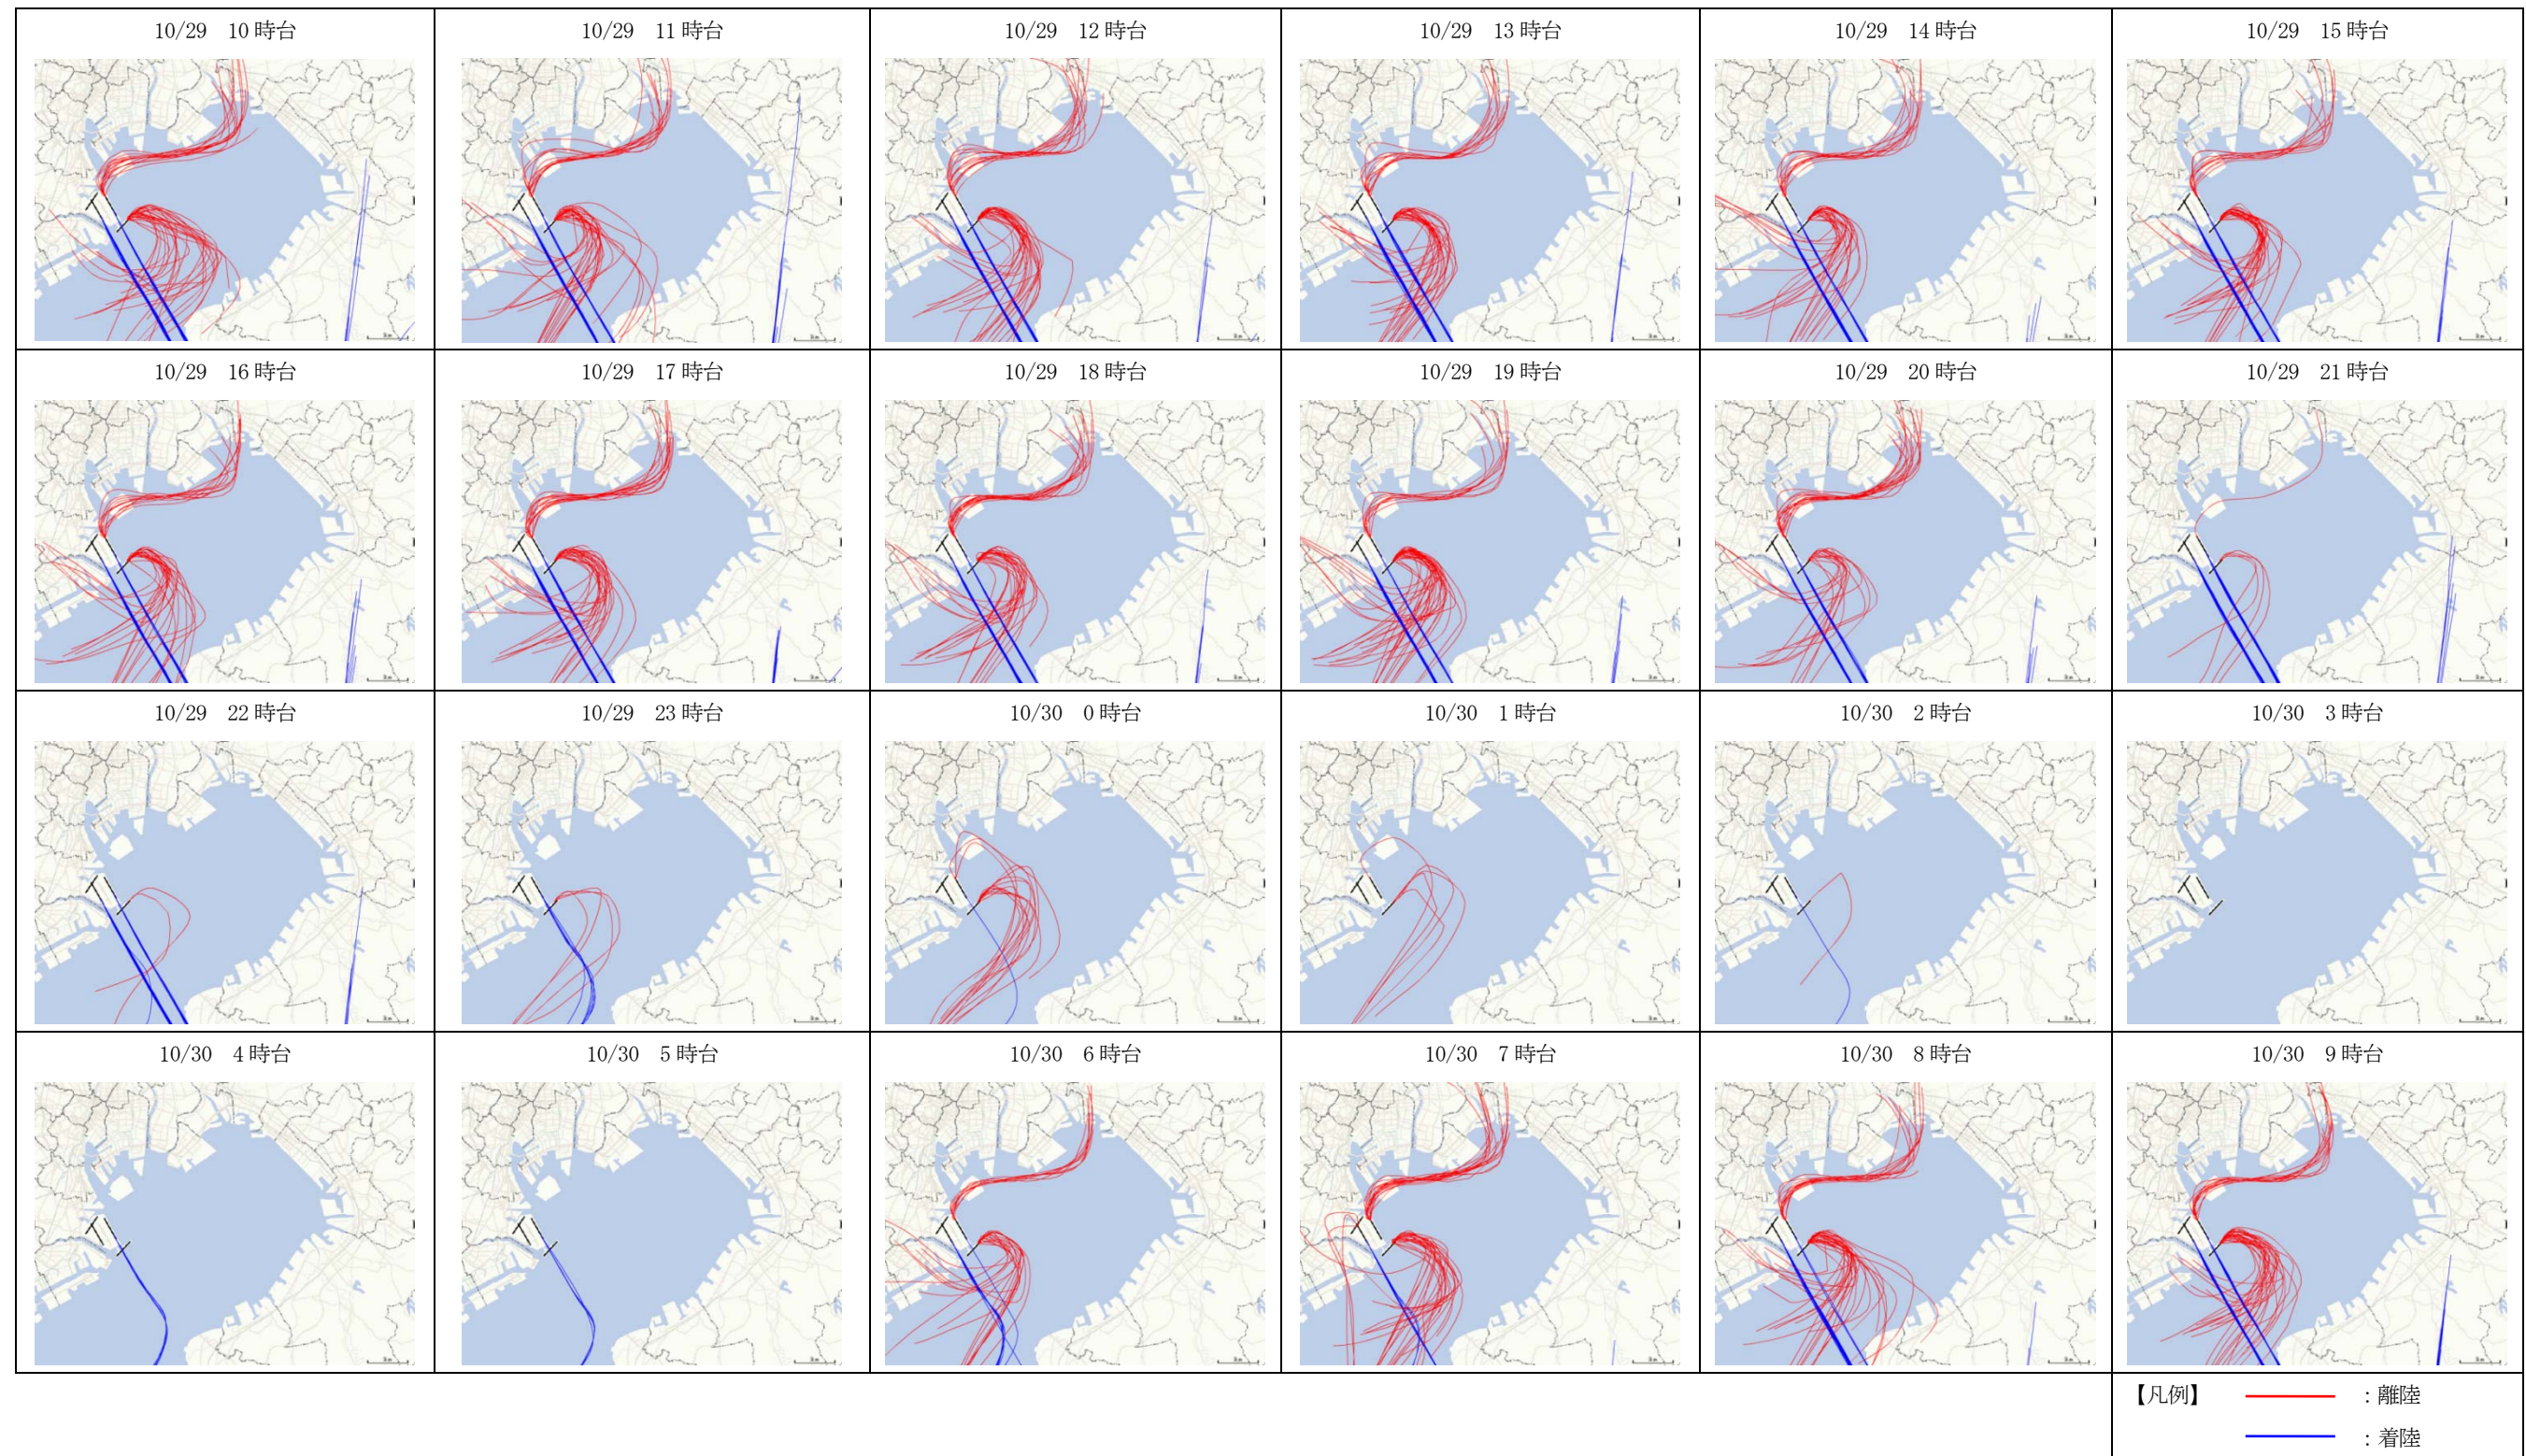 10/29　10 時台
10/29　11 時台
10/29　12 時台
10/29　13 時台
10/29　14 時台
10/29　15 時台
10/29　16 時台
10/29　17 時台
10/29　18 時台
10/29　19 時台
10/29　20 時台
10/29　21 時台
10/29　22 時台
10/29　23 時台
10/30　0 時台
10/30　1 時台
10/30　2 時台
10/30　3 時台
10/30　4 時台
10/30　5 時台
10/30　6 時台
10/30　7 時台
10/30　8 時台
10/30　9 時台
【凡例】　：離陸
：着陸